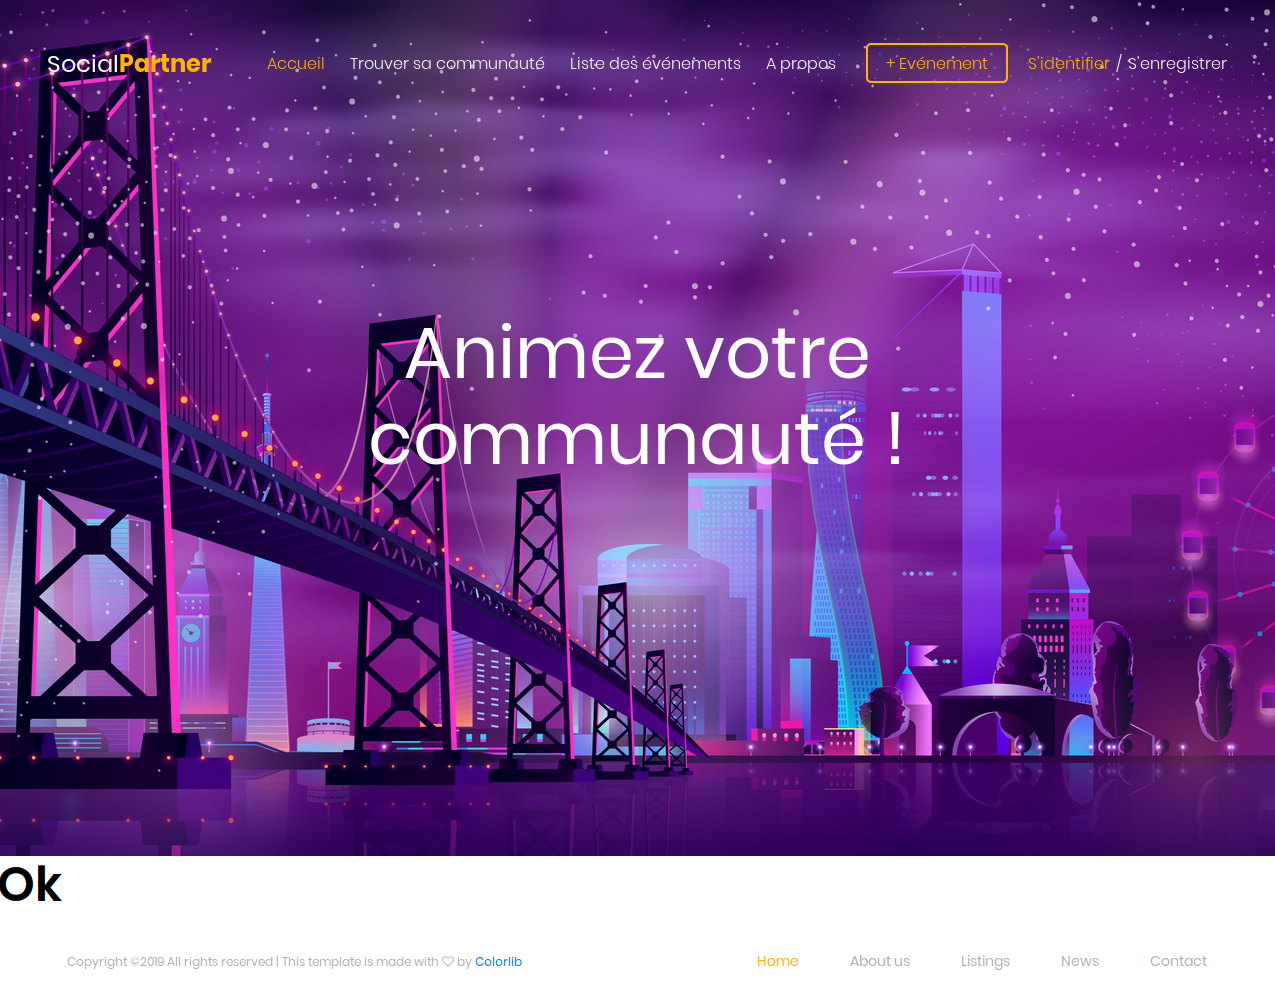 SocialPartner Accueil Trouver sa communauté Liste des événements A propos + Evénement S'identifier / S'enregistrer
Animez votre
communauté !
Ok
Copyright ©2019 All rights reserved | This template is made with ♡ by Colorlib Home About us Listings News Contact